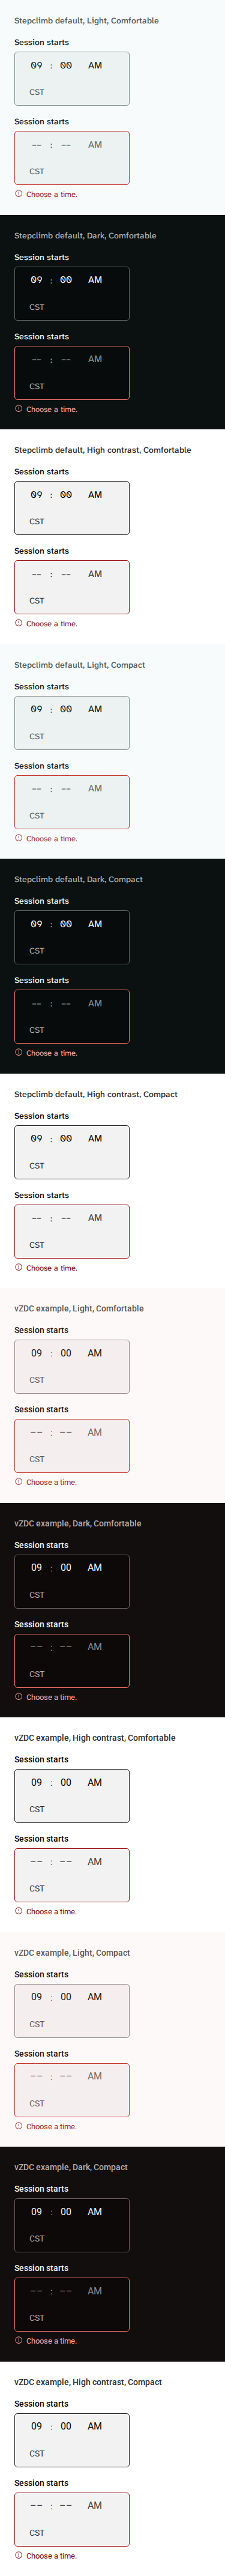 Stepclimb default, Light, Comfortable
Session starts
09 : 00 AM
CST
Session starts
-- : -- AM
CST
Choose a time.
Stepclimb default, Dark, Comfortable
Session starts
09 : 00 AM
CST
Session starts
-- : -- AM
CST
Choose a time.
Stepclimb default, High contrast, Comfortable
Session starts
09 : 00 AM
CST
Session starts
-- : -- AM
CST
Choose a time.
Stepclimb default, Light, Compact
Session starts
09 : 00 AM
CST
Session starts
-- : -- AM
CST
Choose a time.
Stepclimb default, Dark, Compact
Session starts
09 : 00 AM
CST
Session starts
-- : -- AM
CST
Choose a time.
Stepclimb default, High contrast, Compact
Session starts
09 : 00 AM
CST
Session starts
-- : -- AM
CST
Choose a time.
vZDC example, Light, Comfortable
Session starts
09 : 00 AM
CST
Session starts
-- : -- AM
CST
Choose a time.
vZDC example, Dark, Comfortable
Session starts
09 : 00 AM
CST
Session starts
-- : -- AM
CST
Choose a time.
vZDC example, High contrast, Comfortable
Session starts
09 : 00 AM
CST
Session starts
-- : -- AM
CST
Choose a time.
vZDC example, Light, Compact
Session starts
09 : 00 AM
CST
Session starts
-- : -- AM
CST
Choose a time.
vZDC example, Dark, Compact
Session starts
09 : 00 AM
CST
Session starts
-- : -- AM
CST
Choose a time.
vZDC example, High contrast, Compact
Session starts
09 : 00 AM
CST
Session starts
-- : -- AM
CST
Choose a time.